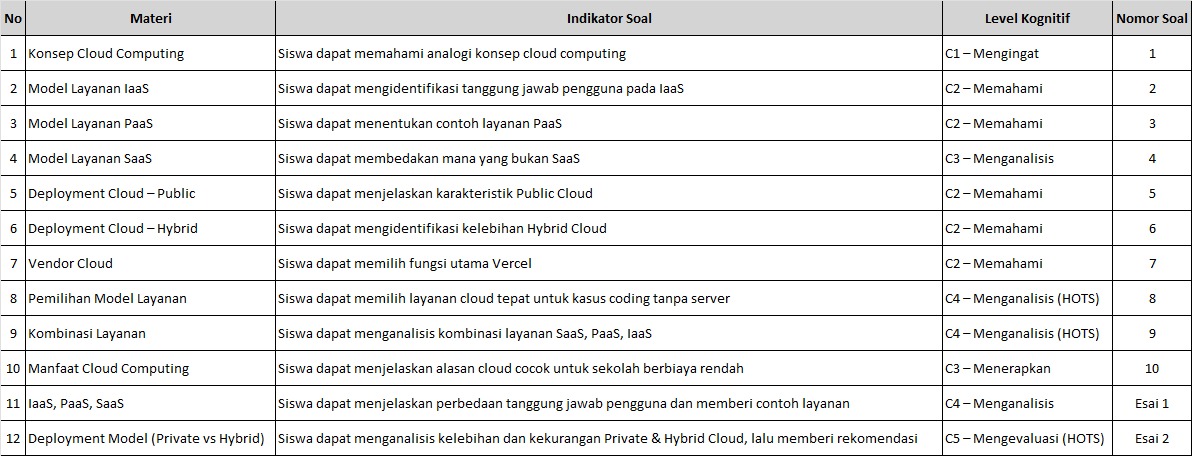 No Materi Indikator Soal Level Kognitif Nomor Soal
1 Konsep Cloud Computing Siswa dapat memahami analogi konsep cloud computing C1 – Mengingat 1
2 Model Layanan IaaS Siswa dapat mengidentifikasi tanggung jawab pengguna pada IaaS C2 – Memahami 2
3 Model Layanan PaaS Siswa dapat menentukan contoh layanan PaaS C2 – Memahami 3
4 Model Layanan SaaS Siswa dapat membedakan mana yang bukan SaaS C3 – Menganalisis 4
5 Deployment Cloud – Public Siswa dapat menjelaskan karakteristik Public Cloud C2 – Memahami 5
6 Deployment Cloud – Hybrid Siswa dapat mengidentifikasi kelebihan Hybrid Cloud C2 – Memahami 6
7 Vendor Cloud Siswa dapat memilih fungsi utama Vercel C2 – Memahami 7
8 Pemilihan Model Layanan Siswa dapat memilih layanan cloud tepat untuk kasus coding tanpa server C4 – Menganalisis (HOTS) 8
9 Kombinasi Layanan Siswa dapat menganalisis kombinasi layanan SaaS, PaaS, IaaS C4 – Menganalisis (HOTS) 9
10 Manfaat Cloud Computing Siswa dapat menjelaskan alasan cloud cocok untuk sekolah berbiaya rendah C3 – Menerapkan 10
11 IaaS, PaaS, SaaS Siswa dapat menjelaskan perbedaan tanggung jawab pengguna dan memberi contoh layanan C4 – Menganalisis Esai 1
12 Deployment Model (Private vs Hybrid) Siswa dapat menganalisis kelebihan dan kekurangan Private & Hybrid Cloud, lalu memberi rekomendasi C5 – Mengevaluasi (HOTS) Esai 2